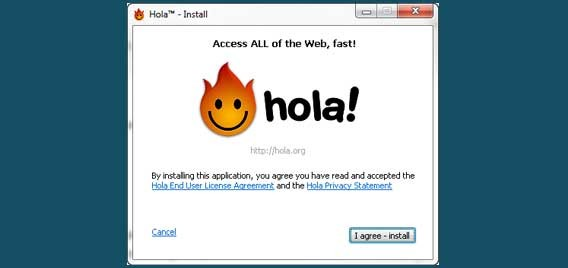 Hola™ - Install
Access ALL of the Web, fast!
hola!
http://hola.org
By installing this application, you agree you have read and accepted the
Hola End User License Agreement and the Hola Privacy Statement
Cancel
I agree - install